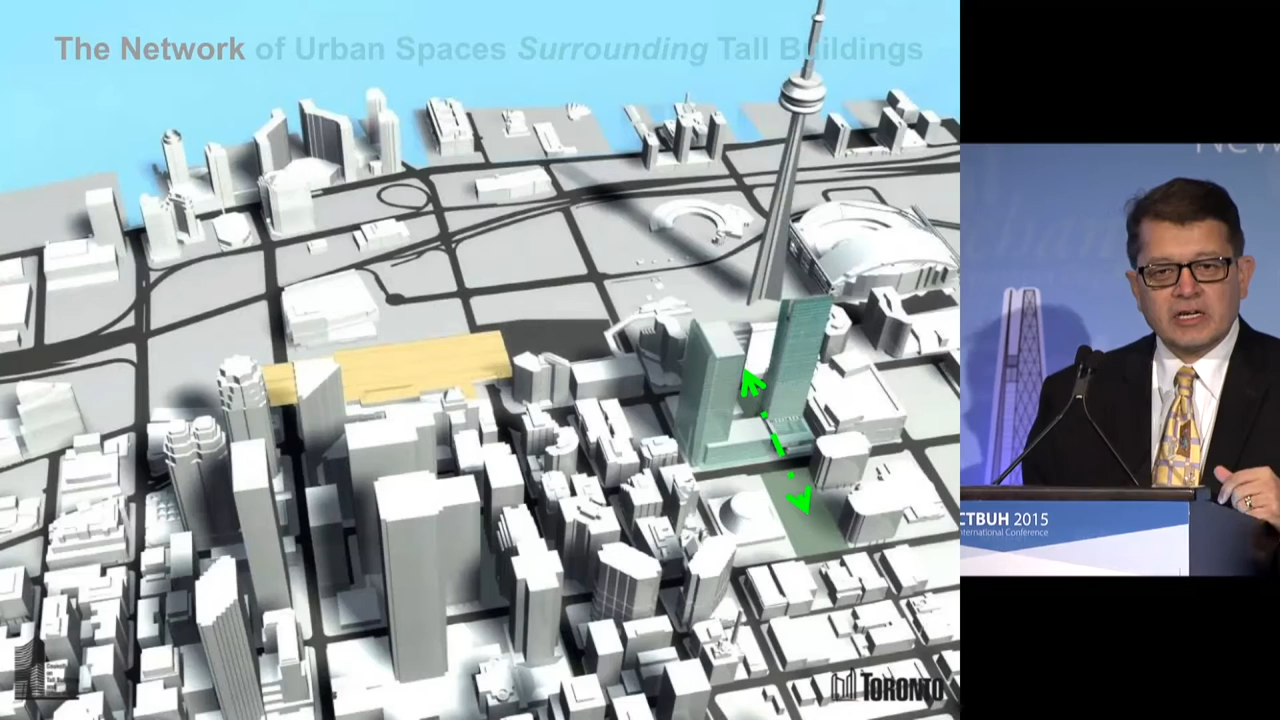 The Network of Urban Spaces Surrounding Tall Buildings
CTBUH 2015
International Conference
TORONTO